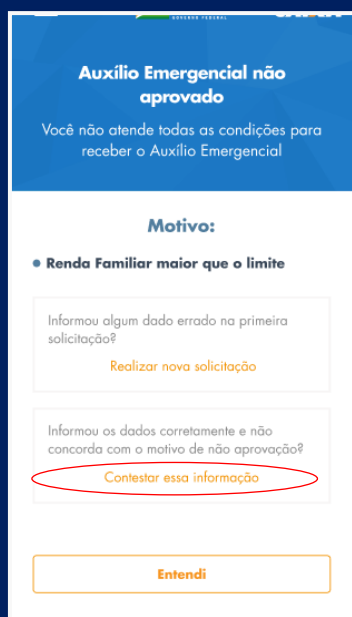 GOVERNO FEDERAL
Auxílio Emergencial não
aprovado
Você não atende todas as condições para
receber o Auxílio Emergencial
Motivo:
Renda Familiar maior que o limite
Informou algum dado errado na primeira
solicitação?
Realizar nova solicitação
Informou os dados corretamente e não
concorda com o motivo de não aprovação?
Contestar essa informação
Entendi